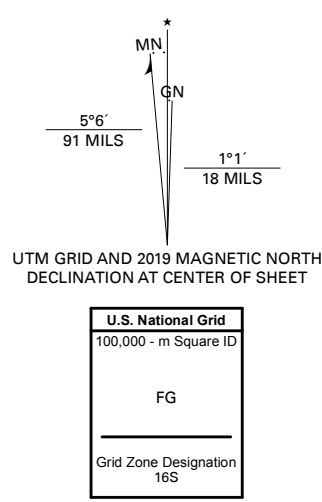 ★
M.N.
GN
5°6´
91 MILS
1°1´
18 MILS
UTM GRID AND 2019 MAGNETIC NORTH
DECLINATION AT CENTER OF SHEET
U.S. National Grid
100,000 - m Square ID
FG
Grid Zone Designation
16S